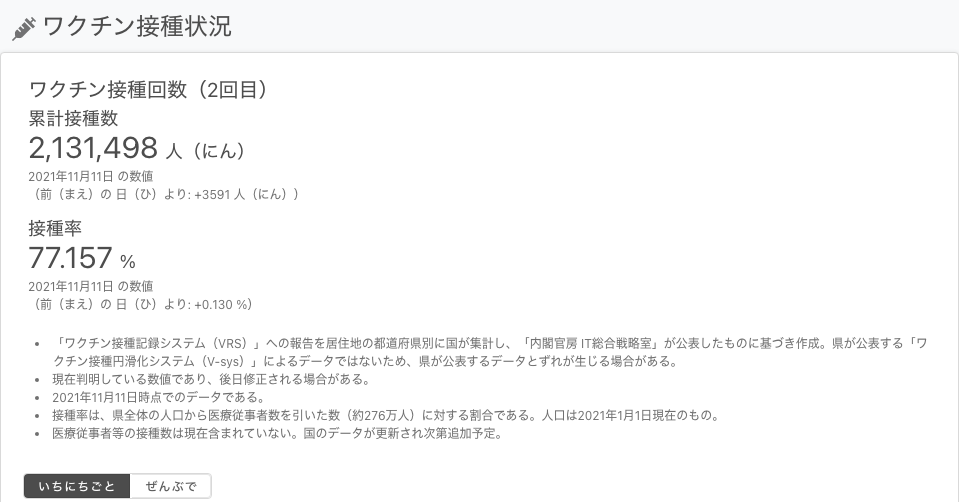 ワクチン接種状況
ワクチン接種回数（2回目）
累計接種数
2,131,498 人（にん）
2021年11月11日 の数値
（前（まえ）の 日（ひ）より: +3591 人（にん））
接種率
77.157 %
2021年11月11日 の数値
（前（まえ）の 日（ひ）より: +0.130 %）
• 「ワクチン接種記録システム（VRS）」への報告を居住地の都道府県別に国が集計し、「内閣官房 IT総合戦略室」が公表したものに基づき作成。県が公表する「ワ
クチン接種円滑化システム（V-sys）」によるデータではないため、県が公表するデータとずれが生じる場合がある。
• 現在判明している数値であり、後日修正される場合がある。
• 2021年11月11日時点でのデータである。
• 接種率は、県全体の人口から医療従事者数を引いた数（約276万人）に対する割合である。人口は2021年1月1日現在のもの。
• 医療従事者等の接種数は現在含まれていない。国のデータが更新され次第追加予定。
いちにちごと ぜんぶで